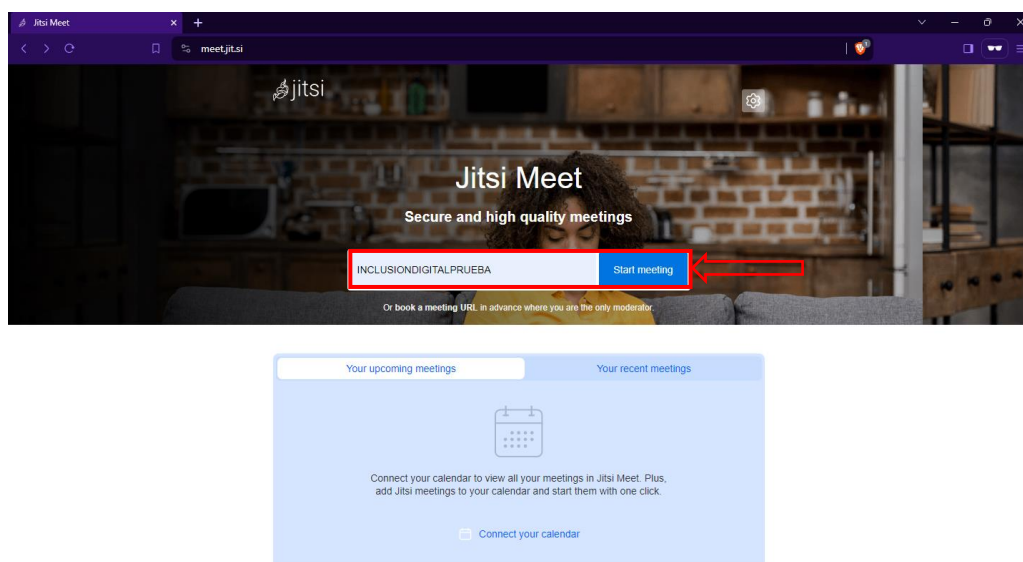 Jitsi Meet
meet.jit.si
jitsi
Jitsi Meet
Secure and high quality meetings
INCLUSIONDIGITALPRUEBA
Start meeting
Or book a meeting URL in advance where you are the only moderator.
Your upcoming meetings
Your recent meetings
Connect your calendar to view all your meetings in Jitsi Meet. Plus,
add Jitsi meetings to your calendar and start them with one click.
Connect your calendar